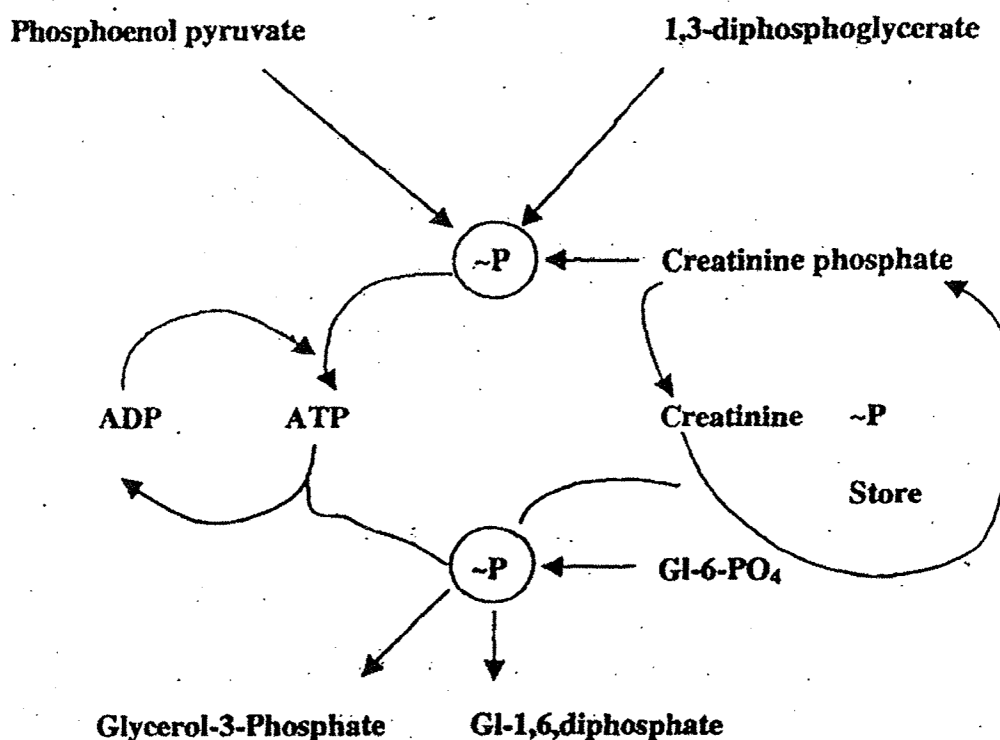 Phosphoenol pyruvate
1,3-diphosphoglycerate
~P
Creatinine phosphate
ADP
ATP
Creatinine
~P
Store
~P
Gl-6-PO₄
Glycerol-3-Phosphate
Gl-1,6,diphosphate